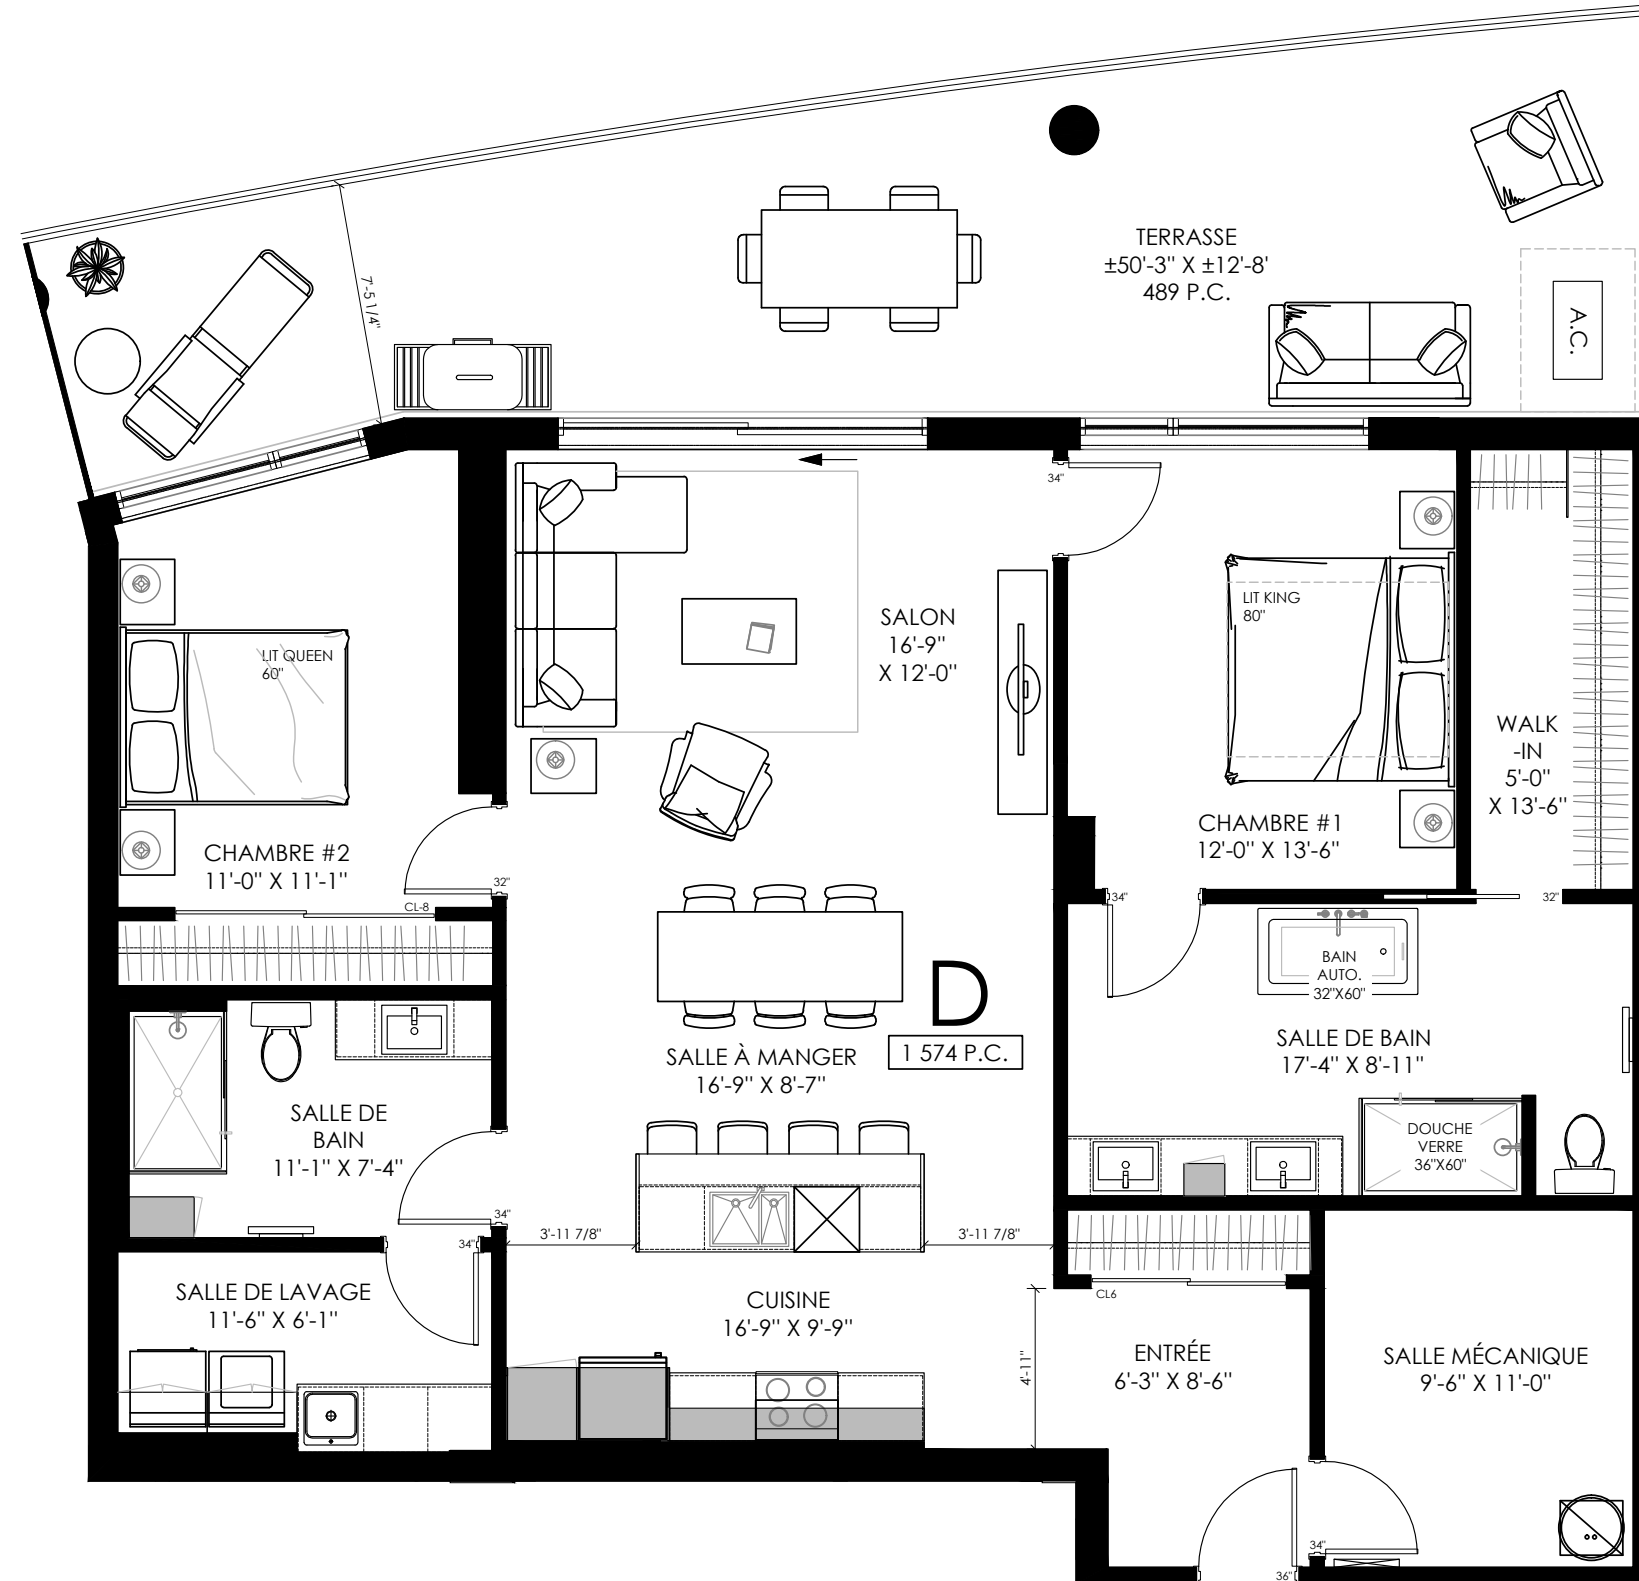 TERRASSE
±50'-3" X ±12'-8'
489 P.C.
A.C.
7'-5 1/4"
34"
LIT QUEEN
60"
SALON
16'-9"
X 12'-0"
LIT KING
80"
WALK
-IN
5'-0"
X 13'-6"
CHAMBRE #2
11'-0" X 11'-1"
32"
CL-8
CHAMBRE #1
12'-0" X 13'-6"
34"
32"
BAIN
AUTO.
32"X60"
D
1 574 P.C.
SALLE À MANGER
16'-9" X 8'-7"
SALLE DE BAIN
17'-4" X 8'-11"
SALLE DE
BAIN
11'-1" X 7'-4"
DOUCHE
VERRE
36"X60"
34"
34"
3'-11 7/8"
3'-11 7/8"
SALLE DE LAVAGE
11'-6" X 6'-1"
CUISINE
16'-9" X 9'-9"
CL6
4'-11"
ENTRÉE
6'-3" X 8'-6"
SALLE MÉCANIQUE
9'-6" X 11'-0"
34"
36"